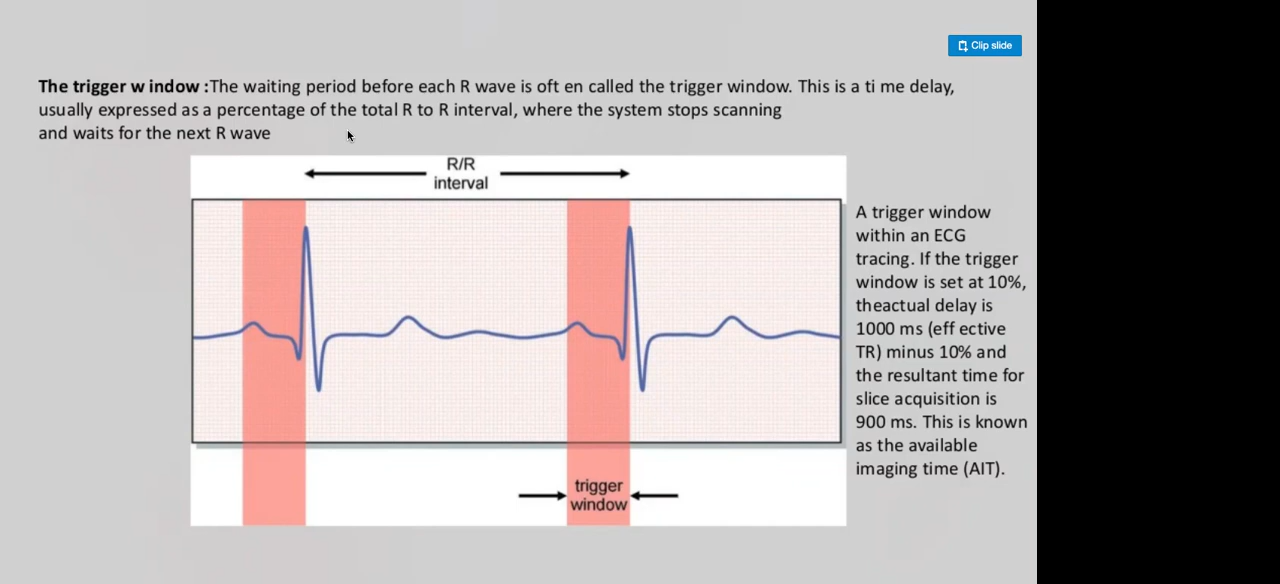 Clip slide
The trigger w indow :The waiting period before each R wave is oft en called the trigger window. This is a ti me delay,
usually expressed as a percentage of the total R to R interval, where the system stops scanning
and waits for the next R wave
R/R
interval
A trigger window
within an ECG
tracing. If the trigger
window is set at 10%,
theactual delay is
1000 ms (eff ective
TR) minus 10% and
the resultant time for
slice acquisition is
900 ms. This is known
as the available
imaging time (AIT).
trigger
window